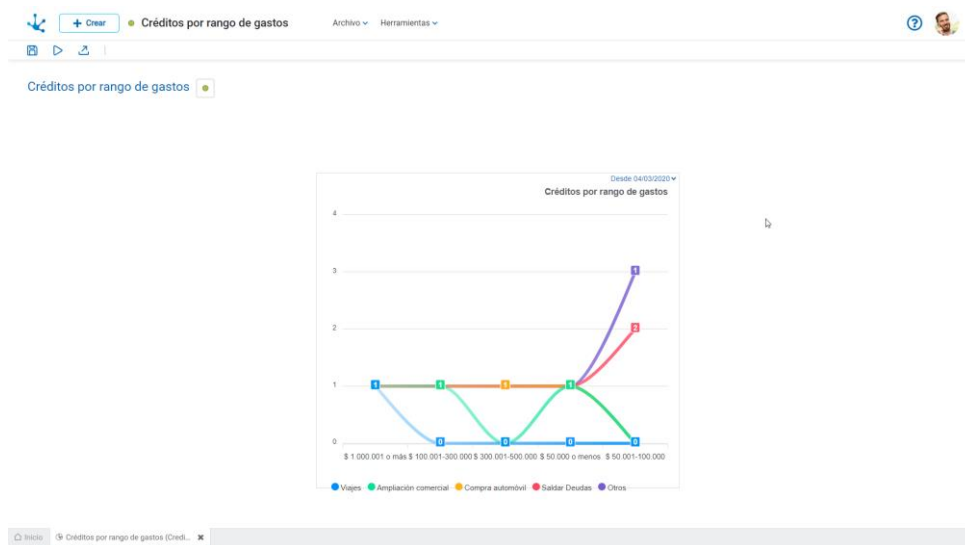 + Crear
Créditos por rango de gastos
Archivo
Herramientas
?
Créditos por rango de gastos
Desde 04/03/2020
Créditos por rango de gastos
4
3
1
2
2
1
1
1
1
1
0
0
0
0
0
$ 1.000.001 o más $ 100.001-300.000 $ 300.001-500.000 $ 50.000 o menos $ 50.001-100.000
Viajes Ampliación comercial Compra automóvil Saldar Deudas Otros
Inicio
Créditos por rango de gastos (Credi...